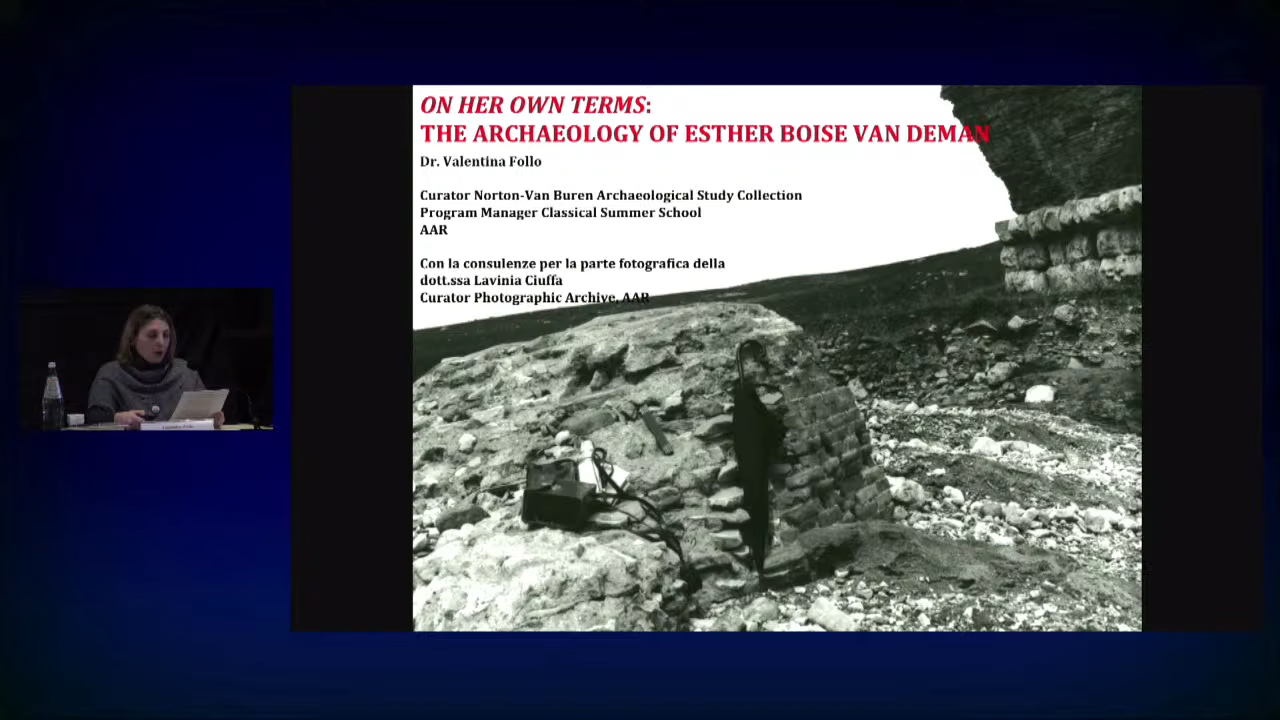 ON HER OWN TERMS:
THE ARCHAEOLOGY OF ESTHER BOISE VAN DEMAN
Dr. Valentina Follo
Curator Norton-Van Buren Archaeological Study Collection
Program Manager Classical Summer School
AAR
Con la consulenze per la parte fotografica della
dott.ssa Lavinia Ciuffa
Curator Photographic Archive, AAR